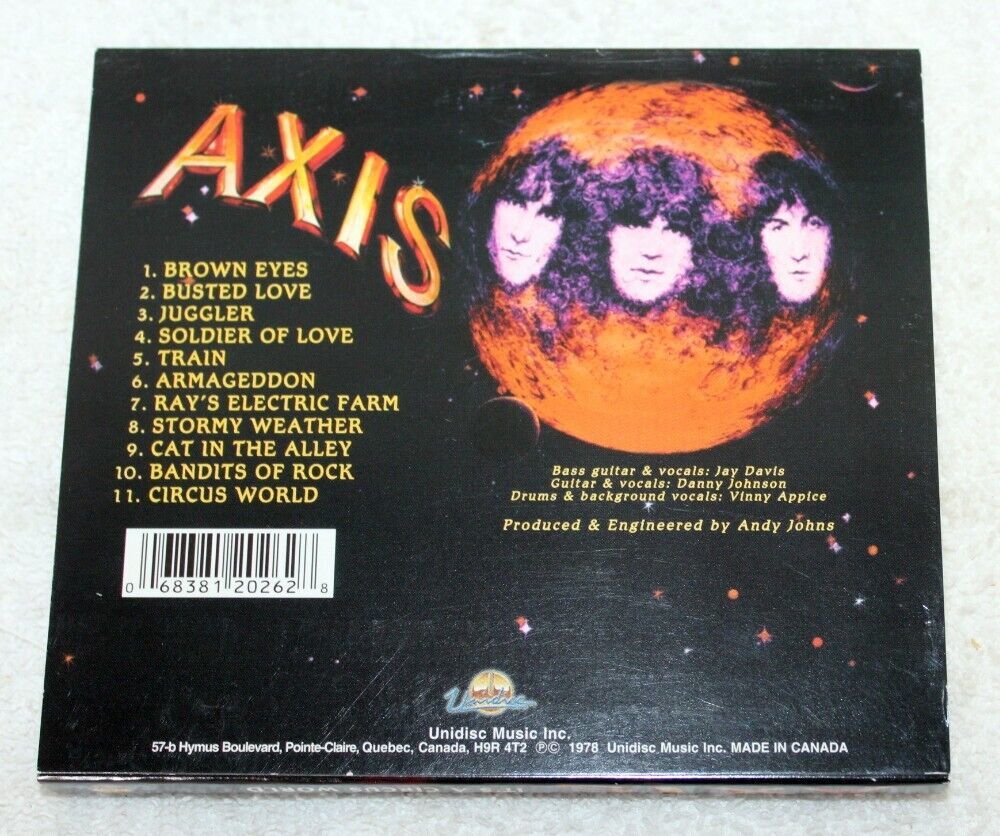 AXIS
1. BROWN EYES
2. BUSTED LOVE
3. JUGGLER
4. SOLDIER OF LOVE
5. TRAIN
6. ARMAGEDDON
7. RAY'S ELECTRIC FARM
8. STORMY WEATHER
9. CAT IN THE ALLEY
10. BANDITS OF ROCK
11. CIRCUS WORLD
Bass guitar & vocals: Jay Davis
Guitar & vocals: Danny Johnson
Drums & background vocals: Vinny Appice
Produced & Engineered by Andy Johns
0 68381 20262 8
Unidisc
Unidisc Music Inc.
57-b Hymus Boulevard, Pointe-Claire, Quebec, Canada, H9R 4T2 ℗© 1978 Unidisc Music Inc. MADE IN CANADA
CIRCUS WORLD